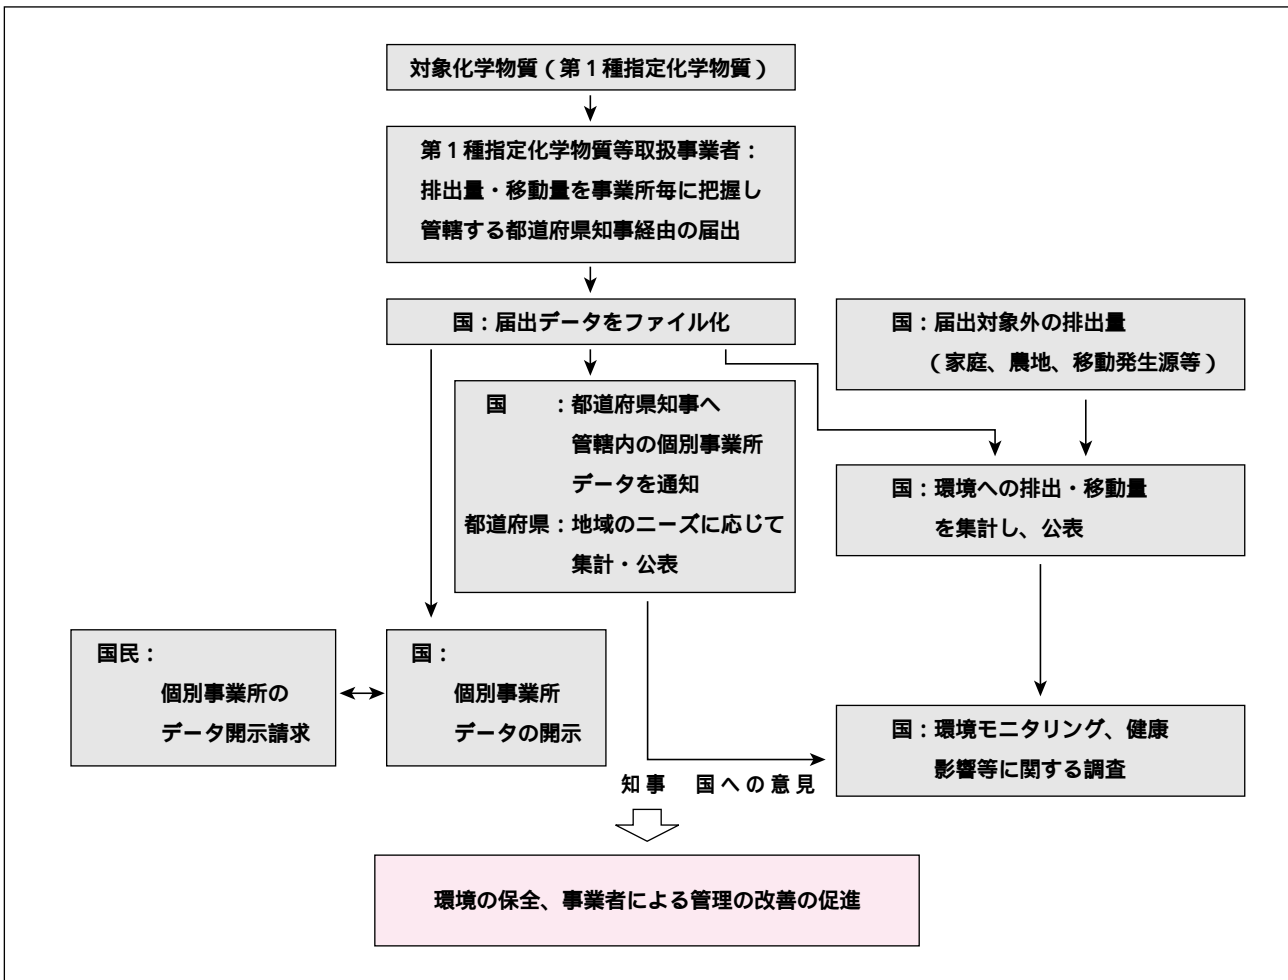 対象化学物質(第1種指定化学物質)
第1種指定化学物質等取扱事業者:
排出量・移動量を事業所毎に把握し
管轄する都道府県知事経由の届出
国:届出データをファイル化
国:届出対象外の排出量
(家庭、農地、移動発生源等)
国 :都道府県知事へ
管轄内の個別事業所
データを通知
都道府県:地域のニーズに応じて
集計・公表
国:環境への排出・移動量
を集計し、公表
国民:
個別事業所の
データ開示請求
国:
個別事業所
データの開示
国:環境モニタリング、健康
影響等に関する調査
知事 国への意見
環境の保全、事業者による管理の改善の促進